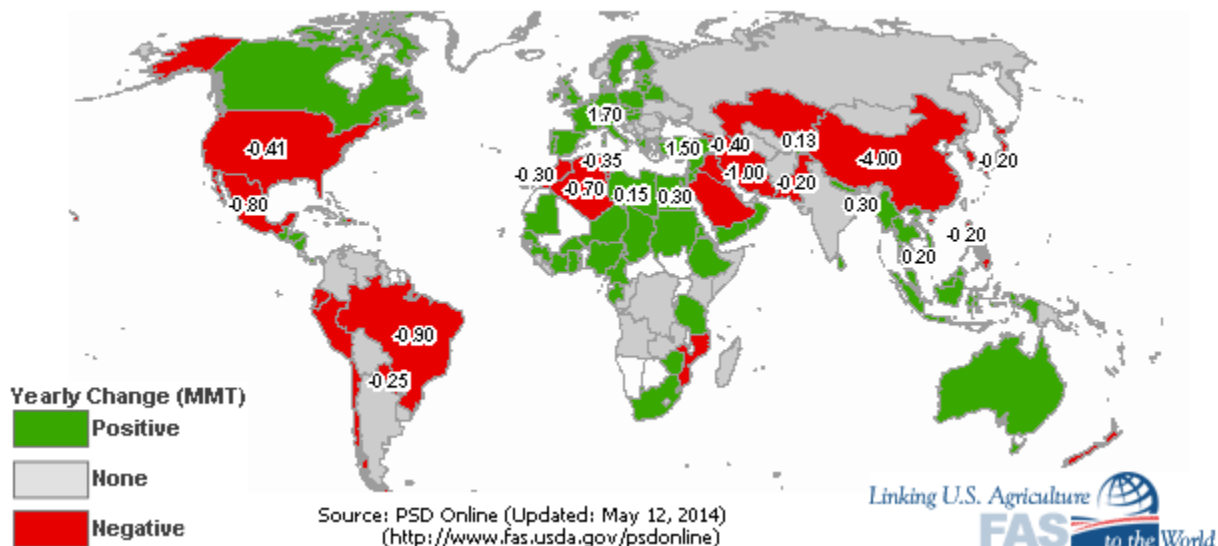 1.70
-0.41
1.50
-0.40
0.13
-4.00
-0.20
-0.35
-0.30
-0.70
-1.00
-0.20
-0.80
0.15
0.30
0.30
-0.20
0.20
-0.90
-0.25
Yearly Change (MMT)
Positive
None
Negative
Source: PSD Online (Updated: May 12, 2014)
(http://www.fas.usda.gov/psdonline)
Linking U.S. Agriculture
FAS
to the World